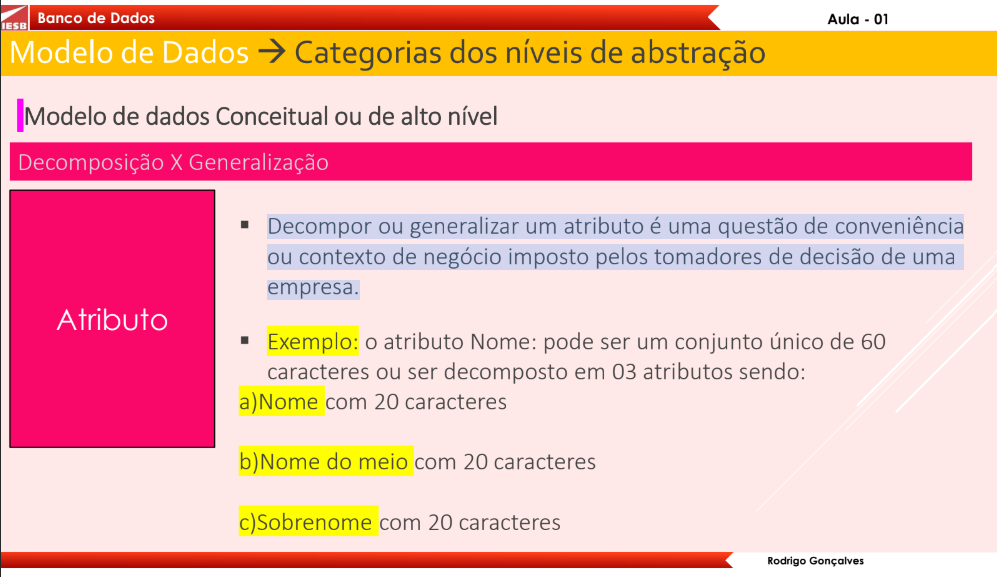 IESB
Banco de Dados
Aula - 01
Modelo de Dados → Categorias dos níveis de abstração
Modelo de dados Conceitual ou de alto nível
Decomposição X Generalização
Atributo
▪ Decompor ou generalizar um atributo é uma questão de conveniência
ou contexto de negócio imposto pelos tomadores de decisão de uma
empresa.
▪ Exemplo: o atributo Nome: pode ser um conjunto único de 60
caracteres ou ser decomposto em 03 atributos sendo:
a)Nome com 20 caracteres
b)Nome do meio com 20 caracteres
c)Sobrenome com 20 caracteres
Rodrigo Gonçalves